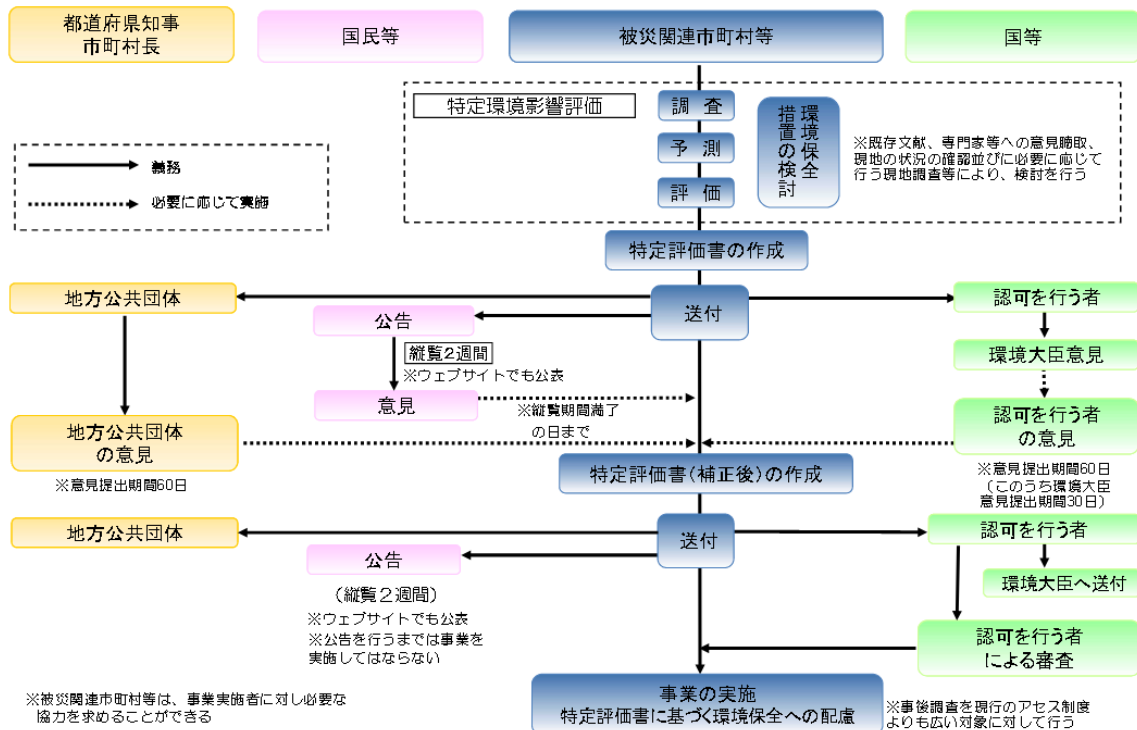 都道府県知事
市町村長
国民等
被災関連市町村等
国等
特定環境影響評価
調 査
予 測
評 価
環境保全
措置の検討
※既存文献、専門家等への意見聴取、
現地の状況の確認並びに必要に応じて
行う現地調査等により、検討を行う
義務
必要に応じて実施
特定評価書の作成
地方公共団体
公告
送付
認可を行う者
縦覧2週間
※ウェブサイトでも公表
環境大臣意見
意見
※縦覧期間満了
の日まで
地方公共団体
の意見
認可を行う者
の意見
※意見提出期間60日
特定評価書(補正後)の作成
※意見提出期間60日
(このうち環境大臣
意見提出期間30日)
地方公共団体
公告
送付
認可を行う者
環境大臣へ送付
(縦覧2週間)
※ウェブサイトでも公表
※公告を行うまでは事業を
実施してはならない
認可を行う者
による審査
※被災関連市町村等は、事業実施者に対し必要な
協力を求めることができる
事業の実施
特定評価書に基づく環境保全への配慮
※事後調査を現行のアセス制度
よりも広い対象に対して行う